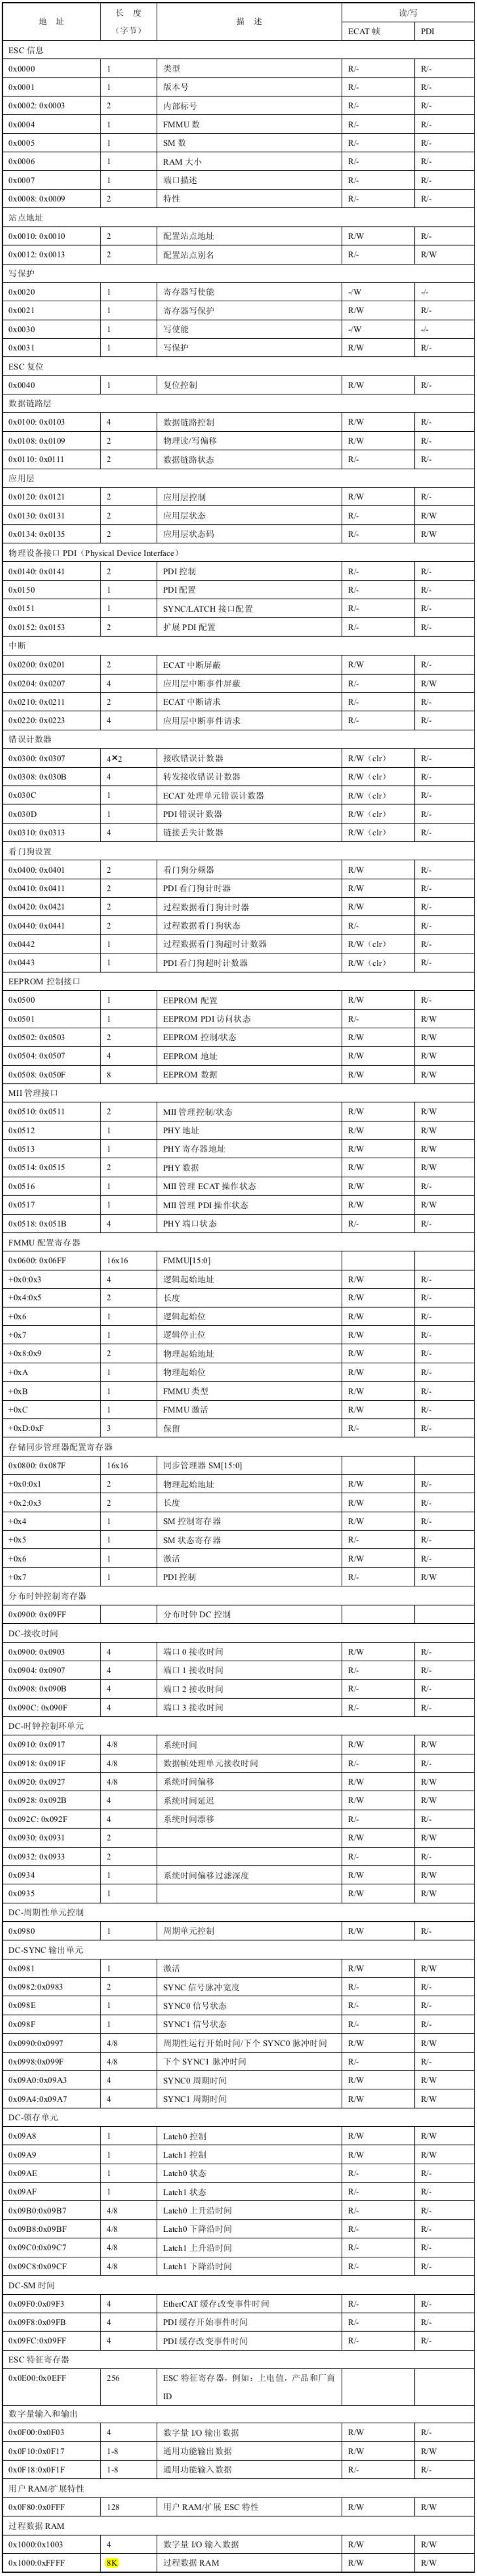 地 址 长 度 描 述 读/写
（字节） ECAT 帧 PDI
ESC 信息
0x0000 1 类型 R/- R/-
0x0001 1 版本号 R/- R/-
0x0002: 0x0003 2 内部标号 R/- R/-
0x0004 1 FMMU 数 R/- R/-
0x0005 1 SM 数 R/- R/-
0x0006 1 RAM 大小 R/- R/-
0x0007 1 端口描述 R/- R/-
0x0008: 0x0009 2 特性 R/- R/-
站点地址
0x0010: 0x0010 2 配置站点地址 R/W R/-
0x0012: 0x0013 2 配置站点别名 R/- R/W
写保护
0x0020 1 寄存器写使能 -/W -/-
0x0021 1 寄存器写保护 R/W R/-
0x0030 1 写使能 -/W -/-
0x0031 1 写保护 R/W R/-
ESC 复位
0x0040 1 复位控制 R/W R/-
数据链路层
0x0100: 0x0103 4 数据链路控制 R/W R/-
0x0108: 0x0109 2 物理读/写偏移 R/W R/-
0x0110: 0x0111 2 数据链路状态 R/- R/-
应用层
0x0120: 0x0121 2 应用层控制 R/W R/-
0x0130: 0x0131 2 应用层状态 R/- R/W
0x0134: 0x0135 2 应用层状态码 R/- R/W
物理设备接口 PDI（Physical Device Interface）
0x0140: 0x0141 2 PDI 控制 R/- R/-
0x0150 1 PDI 配置 R/- R/-
0x0151 1 SYNC/LATCH 接口配置 R/- R/-
0x0152: 0x0153 2 扩展 PDI 配置 R/- R/-
中断
0x0200: 0x0201 2 ECAT 中断屏蔽 R/W R/-
0x0204: 0x0207 4 应用层中断事件屏蔽 R/- R/W
0x0210: 0x0211 2 ECAT 中断请求 R/- R/-
0x0220: 0x0223 4 应用层中断事件请求 R/- R/-
错误计数器
0x0300: 0x0307 4×2 接收错误计数器 R/W（clr） R/-
0x0308: 0x030B 4 转发接收错误计数器 R/W（clr） R/-
0x030C 1 ECAT 处理单元错误计数器 R/W（clr） R/-
0x030D 1 PDI 错误计数器 R/W（clr） R/-
0x0310: 0x0313 4 链接丢失计数器 R/W（clr） R/-
看门狗设置
0x0400: 0x0401 2 看门狗分频器 R/W R/-
0x0410: 0x0411 2 PDI 看门狗计时器 R/W R/-
0x0420: 0x0421 2 过程数据看门狗计时器 R/W R/-
0x0440: 0x0441 2 过程数据看门狗状态 R/- R/-
0x0442 1 过程数据看门狗超时计数器 R/W（clr） R/-
0x0443 1 PDI 看门狗超时计数器 R/W（clr） R/-
EEPROM 控制接口
0x0500 1 EEPROM 配置 R/W R/-
0x0501 1 EEPROM PDI 访问状态 R/- R/W
0x0502: 0x0503 2 EEPROM 控制/状态 R/W R/W
0x0504: 0x0507 4 EEPROM 地址 R/W R/W
0x0508: 0x050F 8 EEPROM 数据 R/W R/W
MII 管理接口
0x0510: 0x0511 2 MII 管理控制/状态 R/W R/W
0x0512 1 PHY 地址 R/W R/W
0x0513 1 PHY 寄存器地址 R/W R/W
0x0514: 0x0515 2 PHY 数据 R/W R/W
0x0516 1 MII 管理 ECAT 操作状态 R/W R/-
0x0517 1 MII 管理 PDI 操作状态 R/W R/W
0x0518: 0x051B 4 PHY 端口状态 R/- R/-
FMMU 配置寄存器
0x0600: 0x06FF 16x16 FMMU[15:0]
+0x0:0x3 4 逻辑起始地址 R/W R/-
+0x4:0x5 2 长度 R/W R/-
+0x6 1 逻辑起始位 R/W R/-
+0x7 1 逻辑停止位 R/W R/-
+0x8:0x9 2 物理起始地址 R/W R/-
+0xA 1 物理起始位 R/W R/-
+0xB 1 FMMU 类型 R/W R/-
+0xC 1 FMMU 激活 R/W R/-
+0xD:0xF 3 保留 R/- R/-
存储同步管理器配置寄存器
0x0800: 0x087F 16x16 同步管理器 SM[15:0]
+0x0:0x1 2 物理起始地址 R/W R/-
+0x2:0x3 2 长度 R/W R/-
+0x4 1 SM 控制寄存器 R/W R/-
+0x5 1 SM 状态寄存器 R/- R/-
+0x6 1 激活 R/W R/-
+0x7 1 PDI 控制 R/- R/W
分布时钟控制寄存器
0x0900: 0x09FF 分布时钟 DC 控制
DC-接收时间
0x0900: 0x0903 4 端口 0 接收时间 R/W R/-
0x0904: 0x0907 4 端口 1 接收时间 R/- R/-
0x0908: 0x090B 4 端口 2 接收时间 R/- R/-
0x090C: 0x090F 4 端口 3 接收时间 R/- R/-
DC-时钟控制环单元
0x0910: 0x0917 4/8 系统时间 R/W R/W
0x0918: 0x091F 4/8 数据帧处理单元接收时间 R/- R/-
0x0920: 0x0927 4/8 系统时间偏移 R/W R/W
0x0928: 0x092B 4 系统时间延迟 R/W R/W
0x092C: 0x092F 4 系统时间漂移 R/- R/-
0x0930: 0x0931 2 R/W R/W
0x0932: 0x0933 2 R/- R/-
0x0934 1 系统时间偏移过滤深度 R/W R/W
0x0935 1 R/W R/W
DC-周期性单元控制
0x0980 1 周期单元控制 R/W R/-
DC-SYNC 输出单元
0x0981 1 激活 R/W R/W
0x0982:0x0983 2 SYNC 信号脉冲宽度 R/- R/-
0x098E 1 SYNC0 信号状态 R/- R/-
0x098F 1 SYNC1 信号状态 R/- R/-
0x0990:0x0997 4/8 周期性运行开始时间/下个 SYNC0 脉冲时间 R/W R/W
0x0998:0x099F 4/8 下个 SYNC1 脉冲时间 R/- R/-
0x09A0:0x09A3 4 SYNC0 周期时间 R/W R/W
0x09A4:0x09A7 4 SYNC1 周期时间 R/W R/W
DC-锁存单元
0x09A8 1 Latch0 控制 R/W R/W
0x09A9 1 Latch1 控制 R/W R/W
0x09AE 1 Latch0 状态 R/- R/-
0x09AF 1 Latch1 状态 R/- R/-
0x09B0:0x09B7 4/8 Latch0 上升沿时间 R/- R/-
0x09B8:0x09BF 4/8 Latch0 下降沿时间 R/- R/-
0x09C0:0x09C7 4/8 Latch1 上升沿时间 R/- R/-
0x09C8:0x09CF 4/8 Latch1 下降沿时间 R/- R/-
DC-SM 时间
0x09F0:0x09F3 4 EtherCAT 缓存改变事件时间 R/- R/-
0x09F8:0x09FB 4 PDI 缓存开始事件时间 R/- R/-
0x09FC:0x09FF 4 PDI 缓存改变事件时间 R/- R/-
ESC 特征寄存器
0x0E00:0x0EFF 256 ESC 特征寄存器，例如：上电值，产品和厂商
ID
数字量输入和输出
0x0F00:0x0F03 4 数字量 I/O 输出数据 R/W R/-
0x0F10:0x0F17 1-8 通用功能输出数据 R/W R/W
0x0F18:0x0F1F 1-8 通用功能输入数据 R/- R/-
用户 RAM/扩展特性
0x0F80:0x0FFF 128 用户 RAM/扩展 ESC 特性 R/W R/W
过程数据 RAM
0x1000:0x1003 4 数字量 I/O 输入数据 R/W R/W
0x1000:0xFFFF 8K 过程数据 RAM R/W R/W